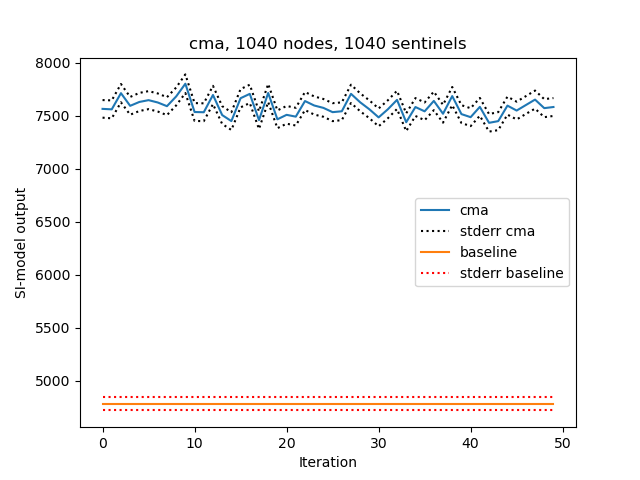 cma, 1040 nodes, 1040 sentinels
SI-model output
8000
7500
7000
6500
6000
5500
5000
cma
stderr cma
baseline
stderr baseline
0 10 20 30 40 50
Iteration